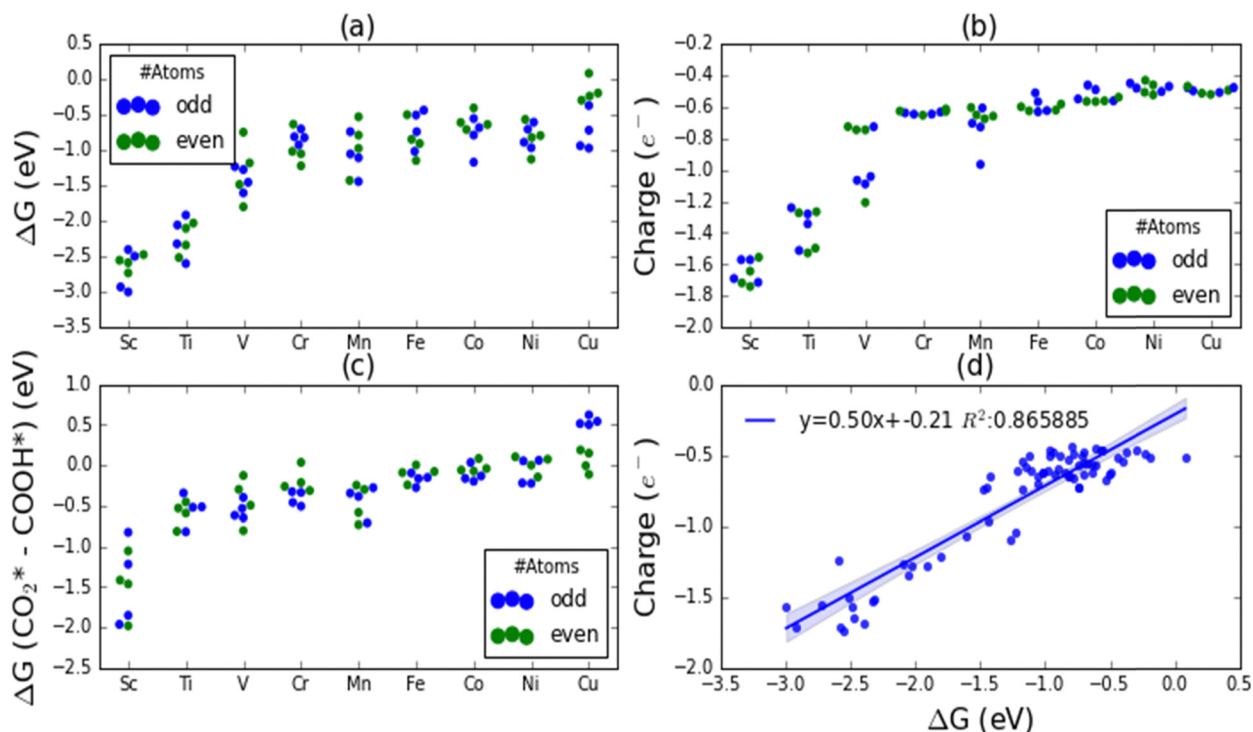 (a)
ΔG (eV)
0.5
0.0
−0.5
−1.0
−1.5
−2.0
−2.5
−3.0
−3.5
#Atoms
odd
even
Sc Ti V Cr Mn Fe Co Ni Cu
(b)
Charge (e⁻)
−0.2
−0.4
−0.6
−0.8
−1.0
−1.2
−1.4
−1.6
−1.8
−2.0
#Atoms
odd
even
Sc Ti V Cr Mn Fe Co Ni Cu
(c)
ΔG (CO₂* - COOH*) (eV)
1.0
0.5
0.0
−0.5
−1.0
−1.5
−2.0
−2.5
#Atoms
odd
even
Sc Ti V Cr Mn Fe Co Ni Cu
(d)
Charge (e⁻)
0.0
−0.5
−1.0
−1.5
−2.0
y=0.50x+-0.21 R²:0.865885
−3.5 −3.0 −2.5 −2.0 −1.5 −1.0 −0.5 0.0 0.5
ΔG (eV)